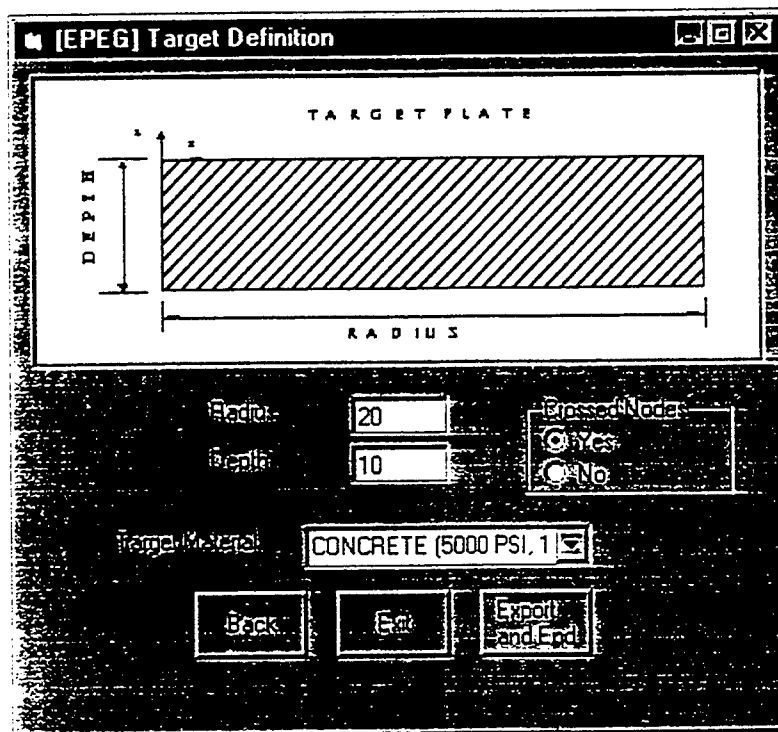 [EPEG] Target Definition
TARGET PLATE
z
DEPTH
RADIUS
Radius
20
Crossed Nodes
Yes
Depth
10
No
Target Material
CONCRETE (5000 PSI, 1
Back
Exit
Export
and End